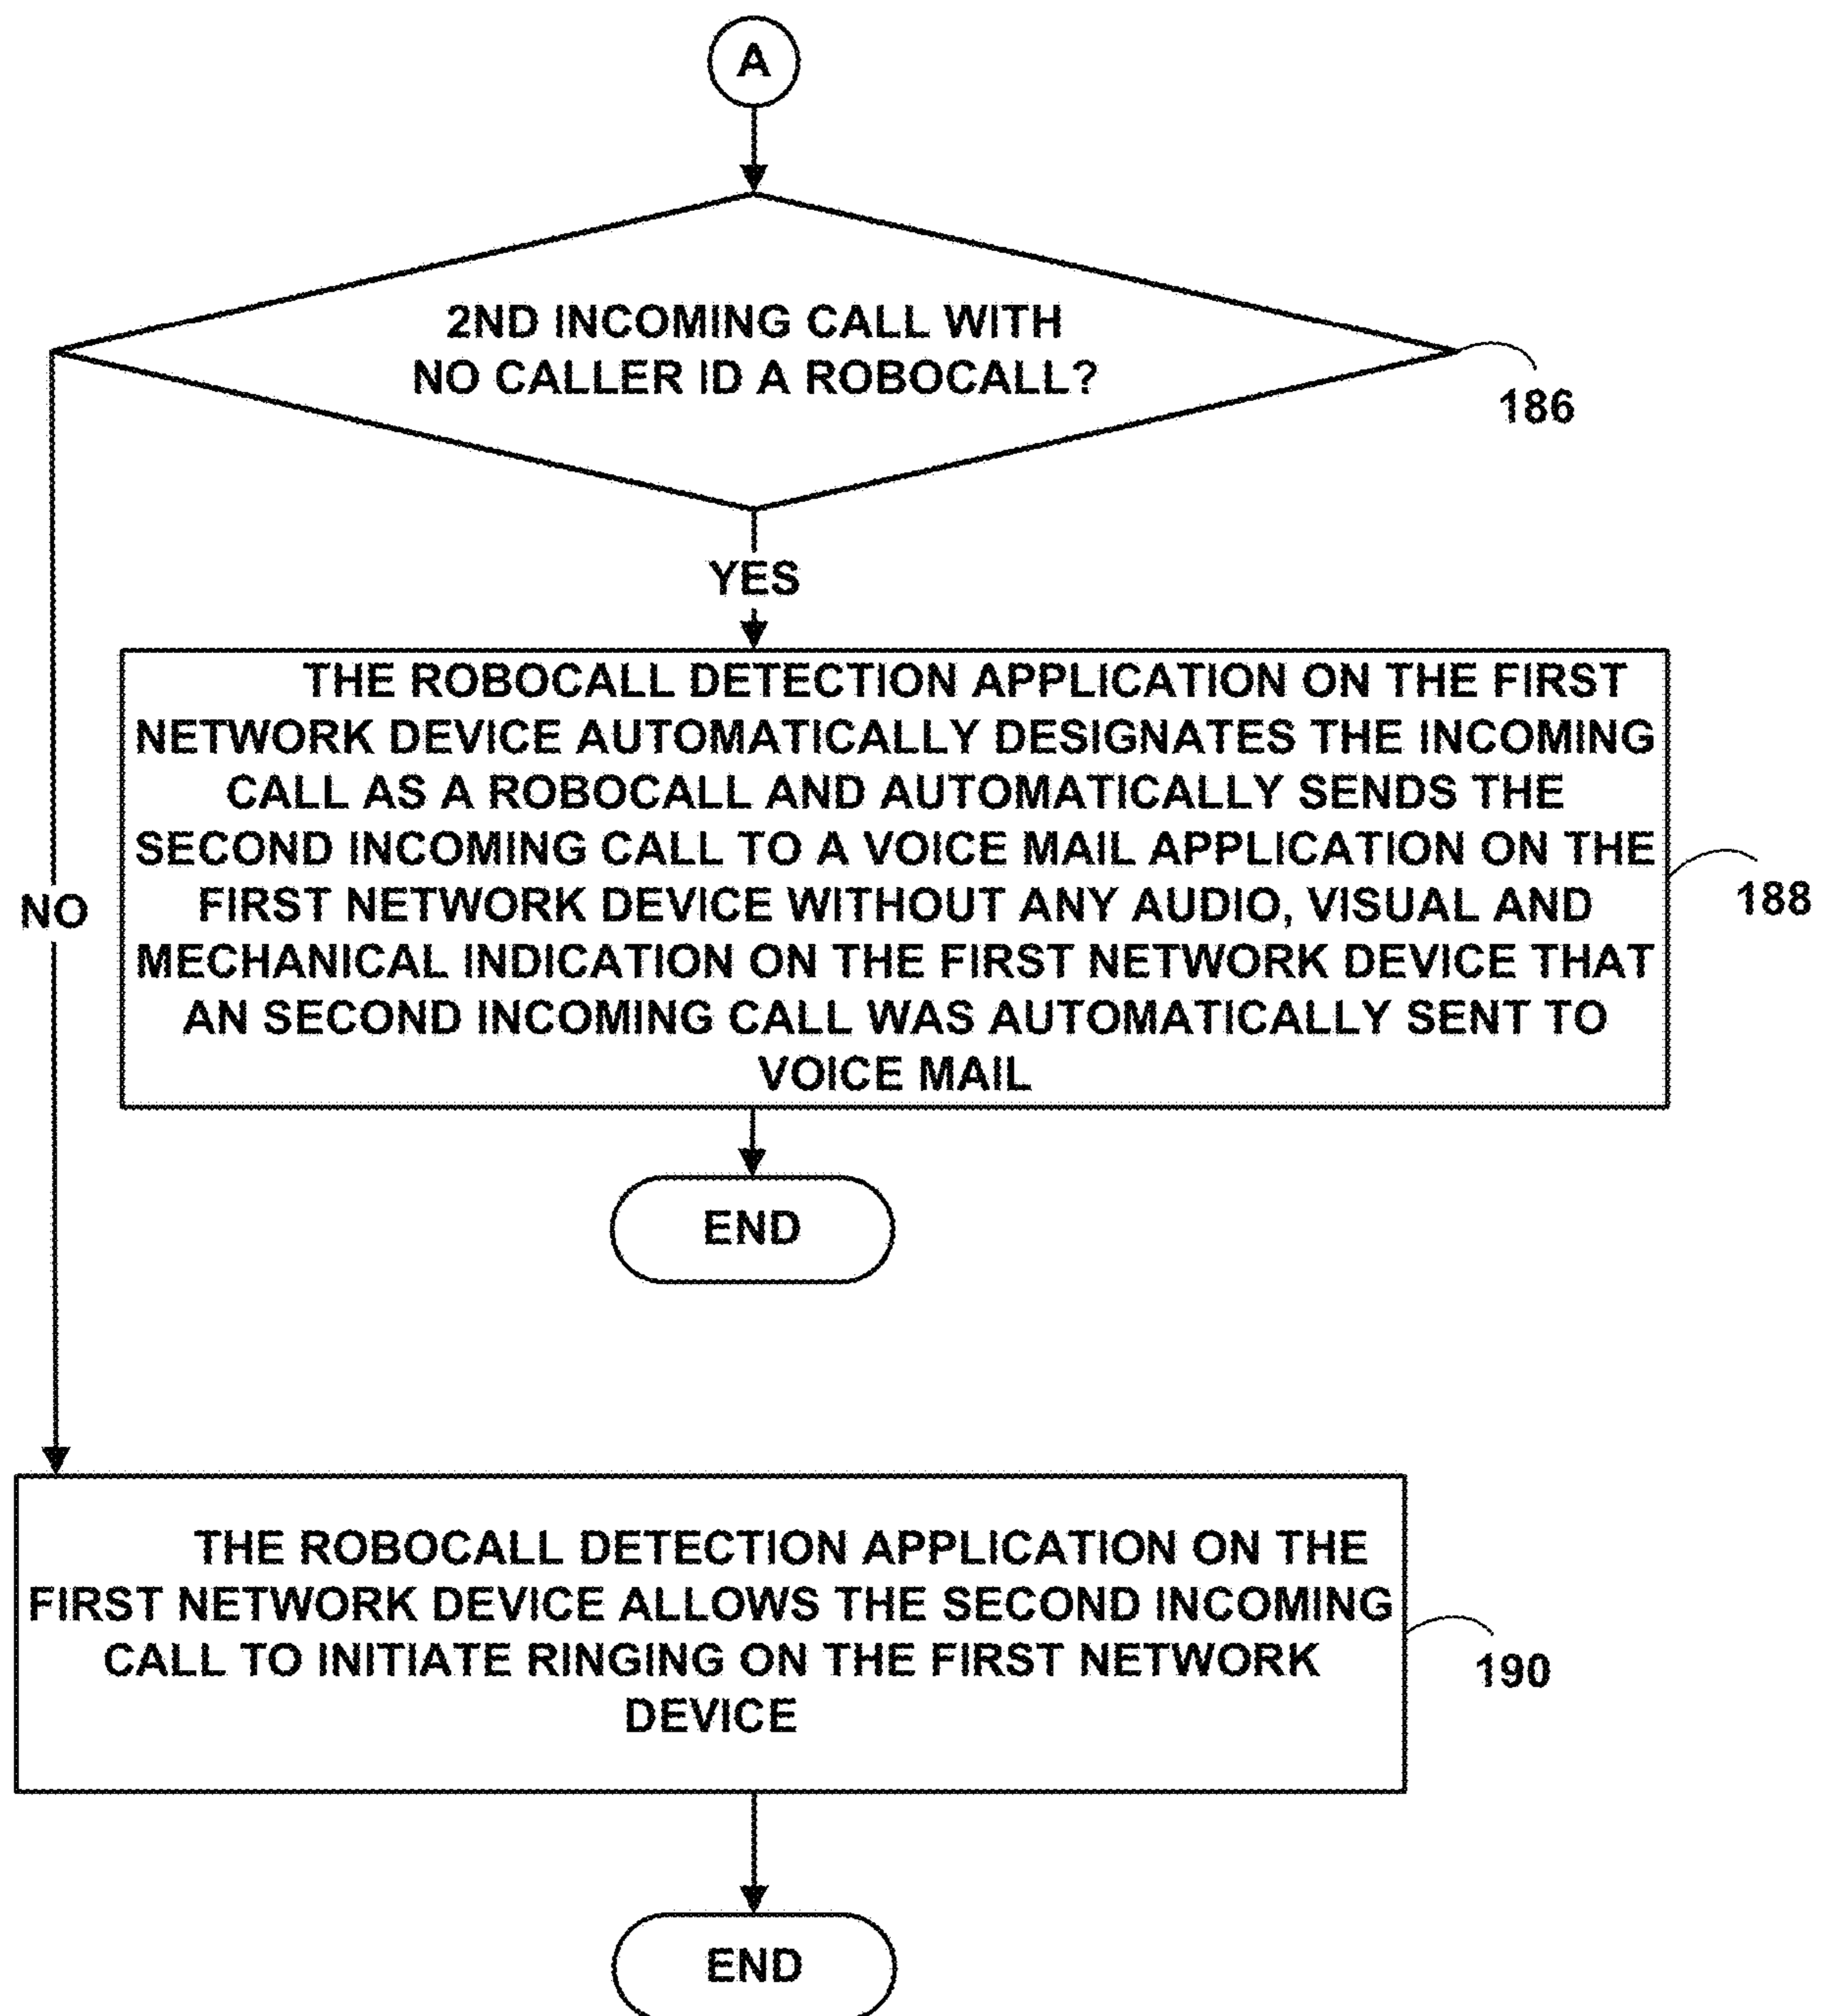 A
2ND INCOMING CALL WITH
NO CALLER ID A ROBOCALL?
186
YES
THE ROBOCALL DETECTION APPLICATION ON THE FIRST
NETWORK DEVICE AUTOMATICALLY DESIGNATES THE INCOMING
CALL AS A ROBOCALL AND AUTOMATICALLY SENDS THE
SECOND INCOMING CALL TO A VOICE MAIL APPLICATION ON THE
FIRST NETWORK DEVICE WITHOUT ANY AUDIO, VISUAL AND
MECHANICAL INDICATION ON THE FIRST NETWORK DEVICE THAT
AN SECOND INCOMING CALL WAS AUTOMATICALLY SENT TO
VOICE MAIL
188
NO
END
THE ROBOCALL DETECTION APPLICATION ON THE
FIRST NETWORK DEVICE ALLOWS THE SECOND INCOMING
CALL TO INITIATE RINGING ON THE FIRST NETWORK
DEVICE
190
END